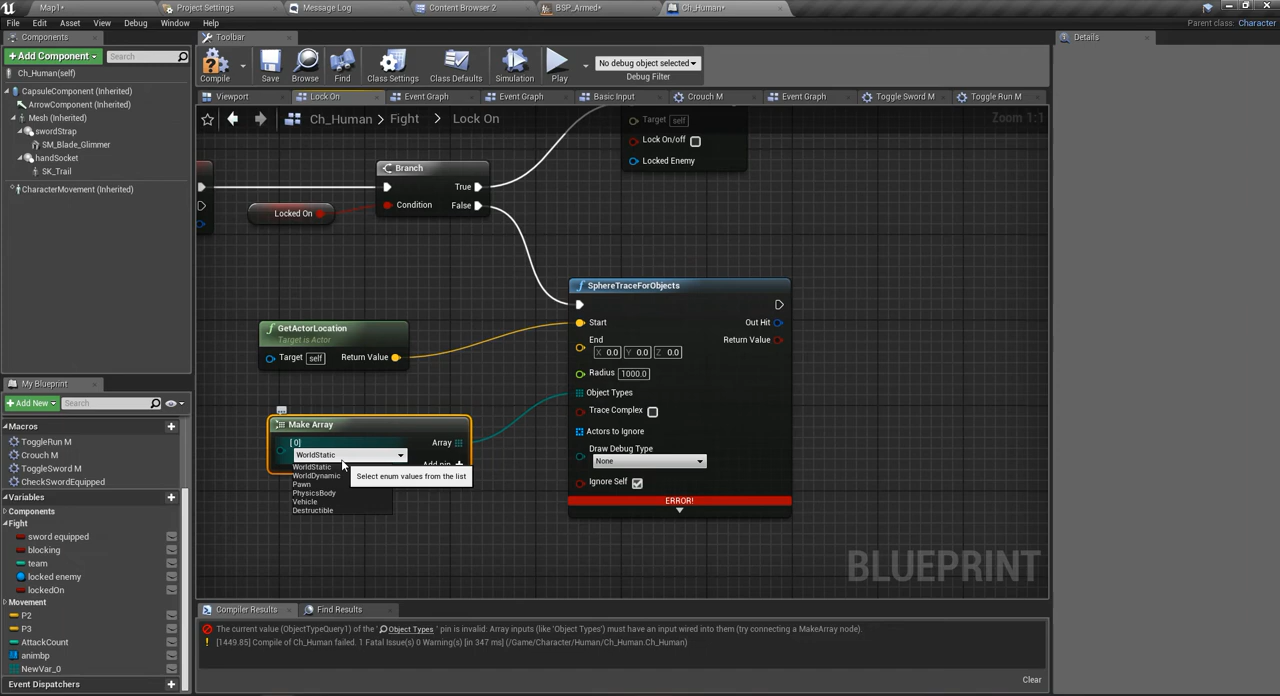 Map1*
Project Settings
Message Log
Content Browser 2
BSP_Armed*
Ch_Human*
File
Edit
Asset
View
Debug
Window
Help
Parent class: Character
Components
Toolbar
Details
+Add Component
Search
Compile
Save
Browse
Find
Class Settings
Class Defaults
Simulation
Play
No debug object selected
Debug Filter
Ch_Human(self)
CapsuleComponent (Inherited)
ArrowComponent (Inherited)
Mesh (Inherited)
swordStrap
SM_Blade_Glimmer
handSocket
SK_Trail
CharacterMovement (Inherited)
Viewport
Lock On
Event Graph
Event Graph
Basic Input
Crouch M
Event Graph
Toggle Sword M
Toggle Run M
Ch_Human > Fight > Lock On
Zoom 1:1
Target self
Lock On/off
Locked Enemy
Branch
True
Condition
False
Locked On
SphereTraceForObjects
Start
Out Hit
End
Return Value
X 0.0 Y 0.0 Z 0.0
Radius 1000.0
Object Types
Trace Complex
Actors to Ignore
Draw Debug Type
None
Ignore Self
ERROR!
GetActorLocation
Target is Actor
Target self
Return Value
Make Array
[0]
Array
WorldStatic
Add pin +
WorldStatic
WorldDynamic
Pawn
PhysicsBody
Vehicle
Destructible
Select enum values from the list
BLUEPRINT
My Blueprint
+Add New
Search
Macros
ToggleRun M
Crouch M
ToggleSword M
CheckSwordEquipped
Variables
Components
Fight
sword equipped
blocking
team
locked enemy
lockedOn
Movement
P2
P3
AttackCount
animbp
NewVar_0
Event Dispatchers
Compiler Results
Find Results
The current value (ObjectTypeQuery1) of the ' Object Types ' pin is invalid: Array inputs (like 'Object Types') must have an input wired into them (try connecting a MakeArray node).
[1449.85] Compile of Ch_Human failed. 1 Fatal Issue(s) 0 Warning(s) [in 347 ms] (/Game/Character/Human/Ch_Human.Ch_Human)
Clear